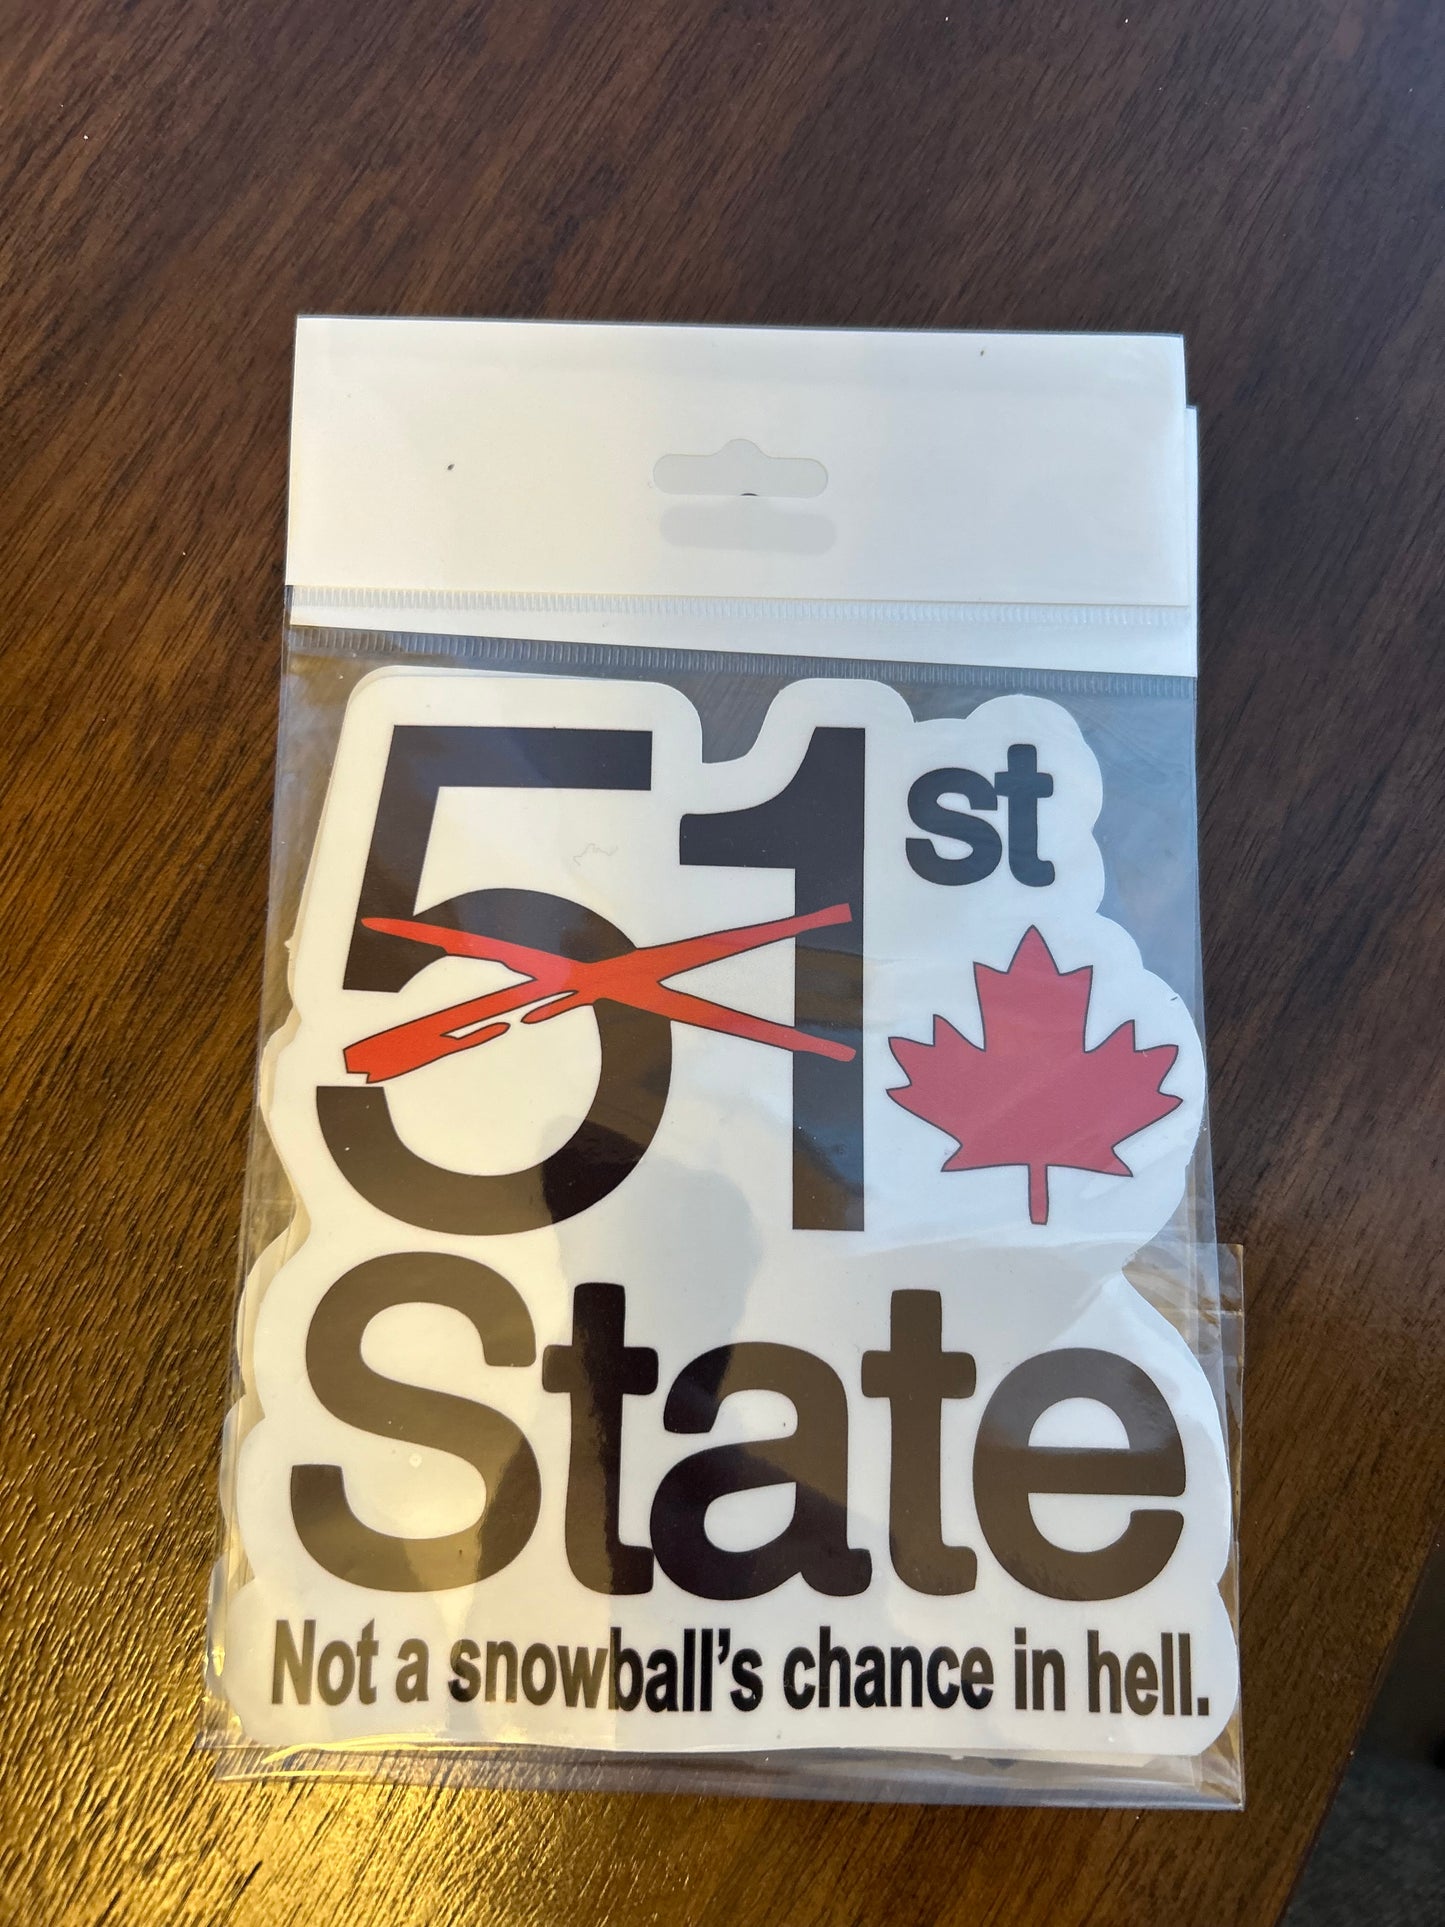 51st
State
Not a snowball’s chance in hell.